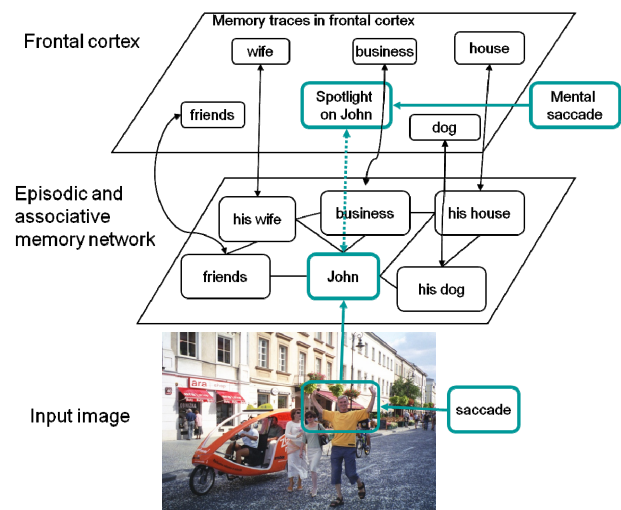 Memory traces in frontal cortex
Frontal cortex
wife
business
house
Spotlight
on John
Mental
saccade
friends
dog
Episodic and
associative
memory network
his wife
business
his house
friends
John
his dog
Input image
ara
saccade